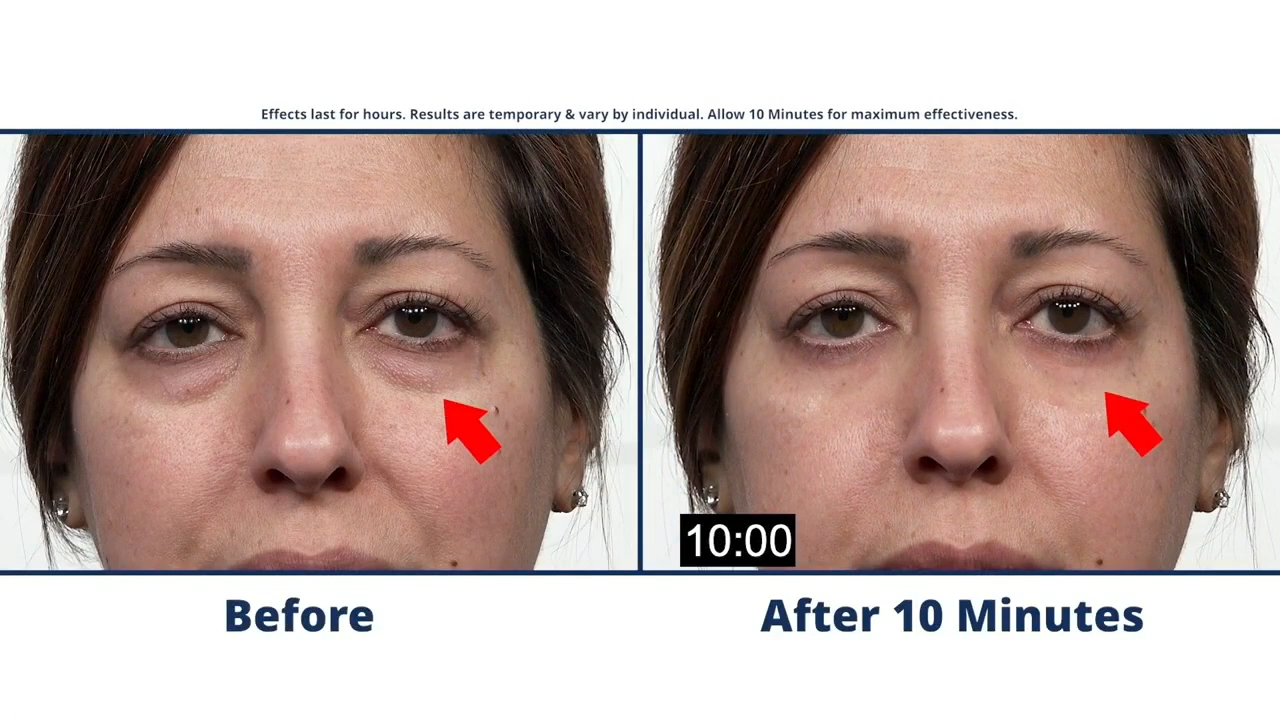 Effects last for hours. Results are temporary & vary by individual. Allow 10 Minutes for maximum effectiveness.
10:00
Before
After 10 Minutes